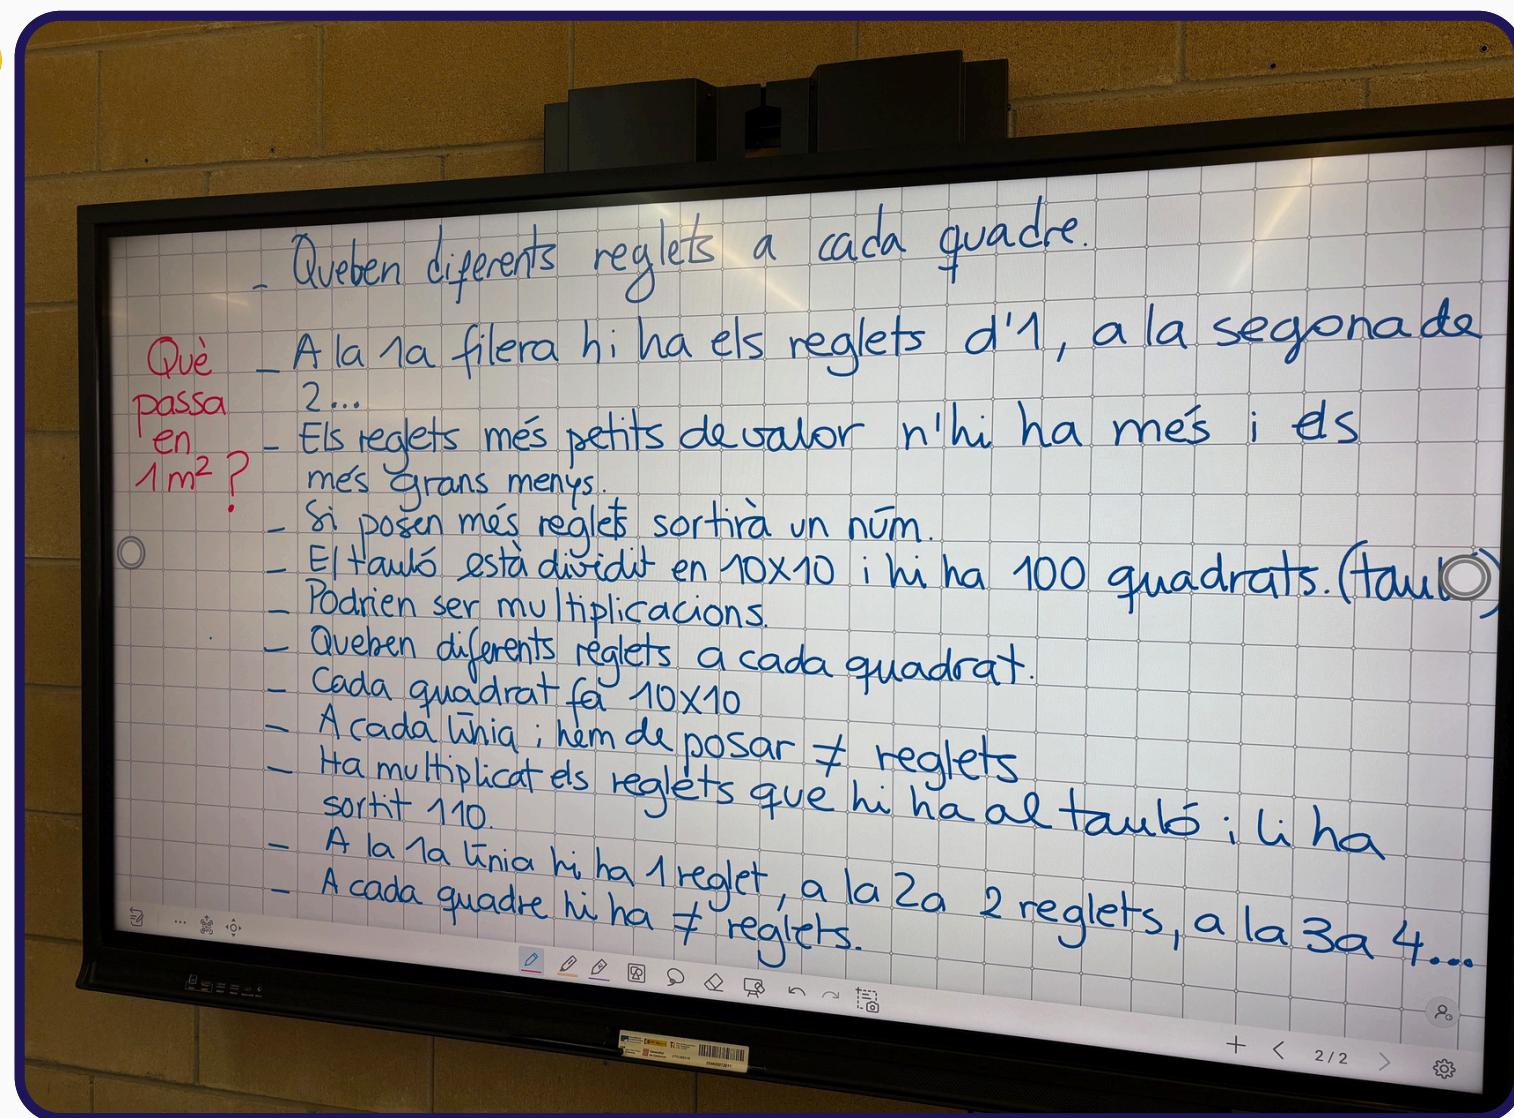 - Queben diferents reglets a cada quadre.
Què
passa
en
1m²?
- A la 1a filera hi ha els reglets d'1, a la segona de
2...
- Els reglets més petits de valor n'hi ha més i els
més grans menys.
- Si posen més reglets sortirà un núm.
- El tauló està dividit en 10x10 i hi ha 100 quadrats. (tauló)
- Podrien ser multiplicacions.
- Queben diferents reglets a cada quadrat.
- Cada quadrat fa 10x10
- A cada línia i hem de posar ≠ reglets
- Ha multiplicat els reglets que hi ha al tauló i li ha
sortit 110.
- A la 1a línia hi ha 1 reglet, a la 2a 2 reglets, a la 3a 4...
- A cada quadre hi ha ≠ reglets.
2/2